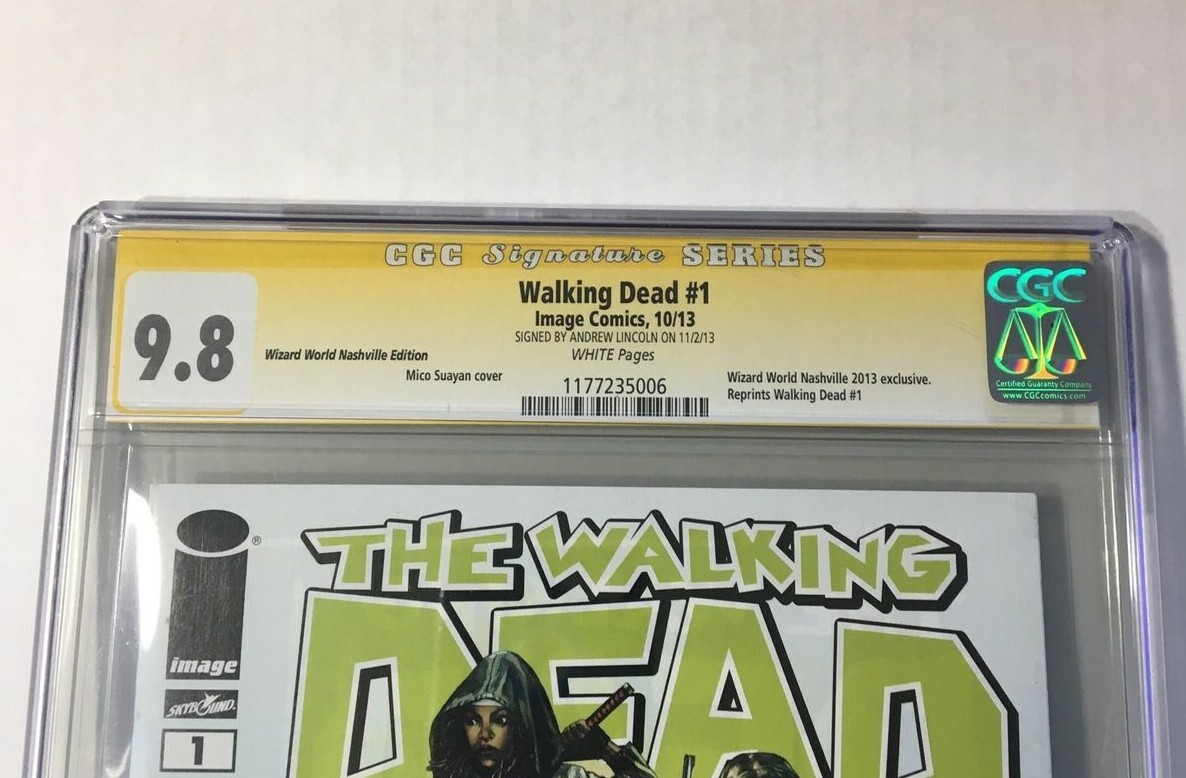 CGC Signature SERIES
9.8
Walking Dead #1
Image Comics, 10/13
SIGNED BY ANDREW LINCOLN ON 11/2/13
WHITE Pages
Wizard World Nashville Edition
Mico Suayan cover
1177235006
Wizard World Nashville 2013 exclusive.
Reprints Walking Dead #1
CGC
Certified Guaranty Company
www.CGCcomics.com
THE WALKING
DEAD
®
image
SKYBOUND.
1